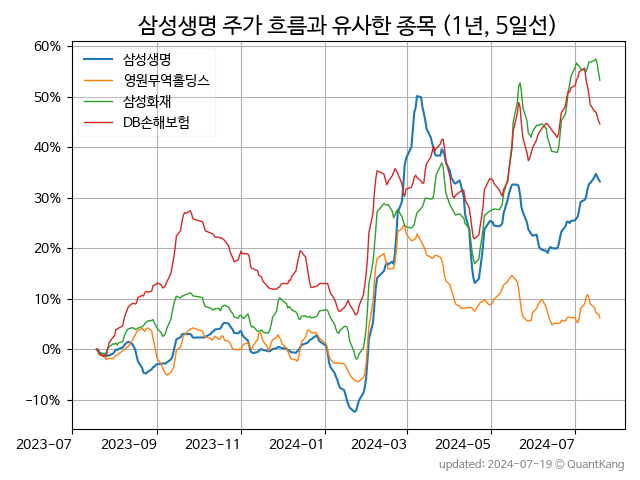 삼성생명 주가 흐름과 유사한 종목 (1년, 5일선)
60%
50%
40%
30%
20%
10%
0%
−10%
삼성생명
영원무역홀딩스
삼성화재
DB손해보험
2023-07 2023-09 2023-11 2024-01 2024-03 2024-05 2024-07
updated: 2024-07-19 © QuantKang